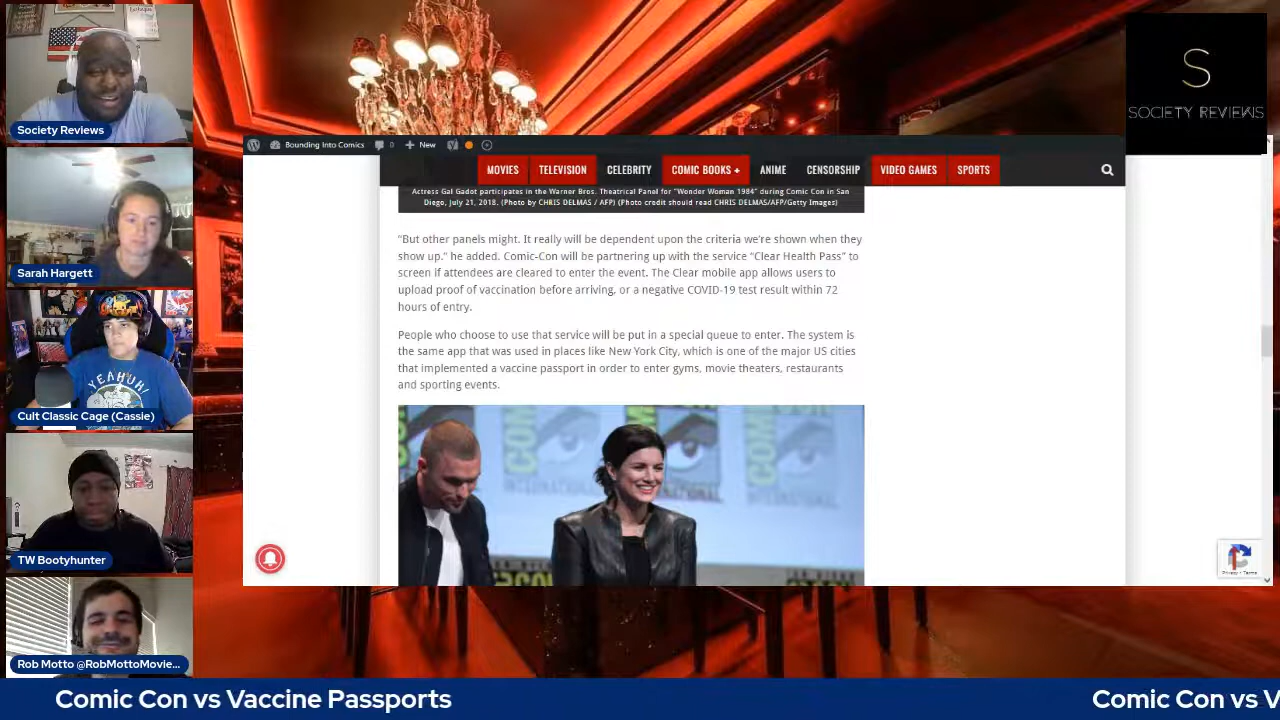 Society Reviews
Sarah Hargett
YEAHUH!
Cult Classic Cage (Cassie)
TW Bootyhunter
Rob Motto @RobMottoMovie...
S
SOCIETY REVIEWS
Bounding Into Comics 0 New
MOVIES TELEVISION CELEBRITY COMIC BOOKS + ANIME CENSORSHIP VIDEO GAMES SPORTS
Actress Gal Gadot participates in the Warner Bros. Theatrical Panel for "Wonder Woman 1984" during Comic Con in San
Diego, July 21, 2018. (Photo by CHRIS DELMAS / AFP) (Photo credit should read CHRIS DELMAS/AFP/Getty Images)
“But other panels might. It really will be dependent upon the criteria we’re shown when they
show up.” he added. Comic-Con will be partnering up with the service “Clear Health Pass” to
screen if attendees are cleared to enter the event. The Clear mobile app allows users to
upload proof of vaccination before arriving, or a negative COVID-19 test result within 72
hours of entry.
People who choose to use that service will be put in a special queue to enter. The system is
the same app that was used in places like New York City, which is one of the major US cities
that implemented a vaccine passport in order to enter gyms, movie theaters, restaurants
and sporting events.
Privacy - Terms
Comic Con vs Vaccine Passports
Comic Con vs V